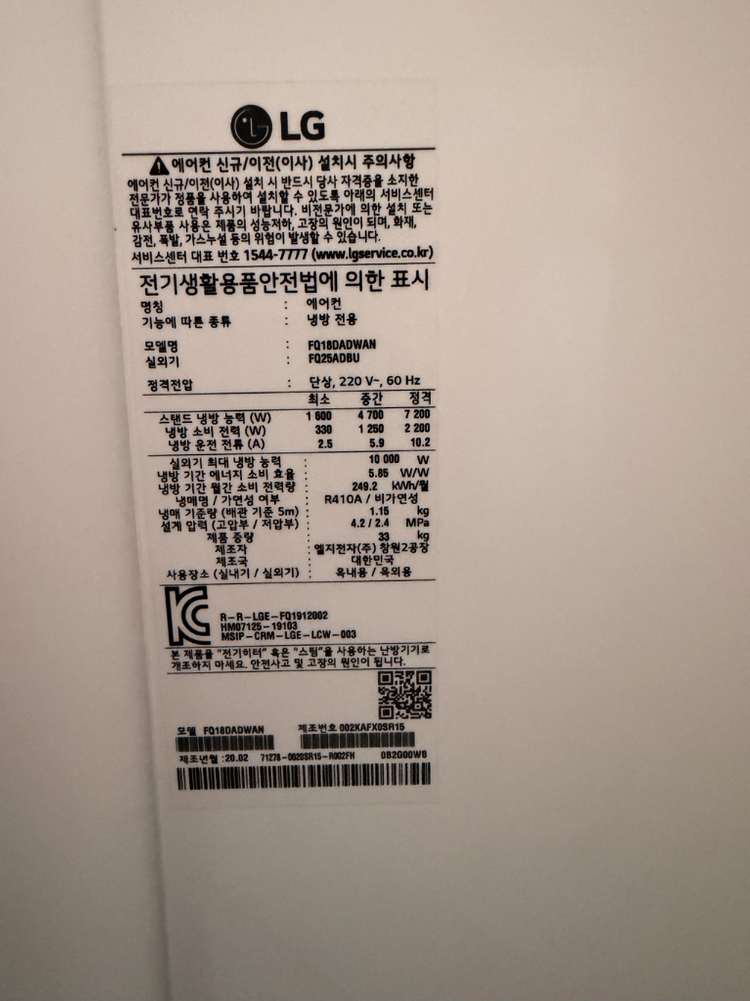 LG
⚠ 에어컨 신규/이전(이사) 설치시 주의사항
에어컨 신규/이전(이사) 설치 시 반드시 당사 자격증을 소지한
전문가가 정품을 사용하여 설치할 수 있도록 아래의 서비스센터
대표번호로 연락 주시기 바랍니다. 비전문가에 의한 설치 또는
유사부품 사용은 제품의 성능저하, 고장의 원인이 되며, 화재,
감전, 폭발, 가스누설 등의 위험이 발생할 수 있습니다.
서비스센터 대표 번호 1544-7777 (www.lgservice.co.kr)
전기생활용품안전법에 의한 표시
명칭 : 에어컨
기능에 따른 종류 : 냉방 전용
모델명 : FQ18DADWAN
실외기 : FQ25ADBU
정격전압 : 단상, 220 V~, 60 Hz
최소 중간 정격
스탠드 냉방 능력 (W) 1 600 4 700 7 200
냉방 소비 전력 (W) 330 1 250 2 200
냉방 운전 전류 (A) 2.5 5.9 10.2
실외기 최대 냉방 능력 : 10 000 W
냉방 기간 에너지 소비 효율 : 5.85 W/W
냉방 기간 월간 소비 전력량 : 249.2 kWh/월
냉매명 / 가연성 여부 : R410A / 비가연성
냉매 기준량 (배관 기준 5m) : 1.15 kg
설계 압력 (고압부 / 저압부) : 4.2 / 2.4 MPa
제품 중량 : 33 kg
제조자 : 엘지전자(주) 창원2공장
제조국 : 대한민국
사용장소 (실내기 / 실외기) : 옥내용 / 옥외용
R-R-LGE-FQ1912002
HM07125-19103
MSIP-CRM-LGE-LCW-003
본 제품을 "전기히터" 혹은 "스팀"을 사용하는 난방기기로
개조하지 마세요. 안전사고 및 고장의 원인이 됩니다.
모델 FQ18DADWAN 제조번호 002KAFX0SR15
제조년월 : 20.02 71278-0020SR15-R002FH 0B2G00W6